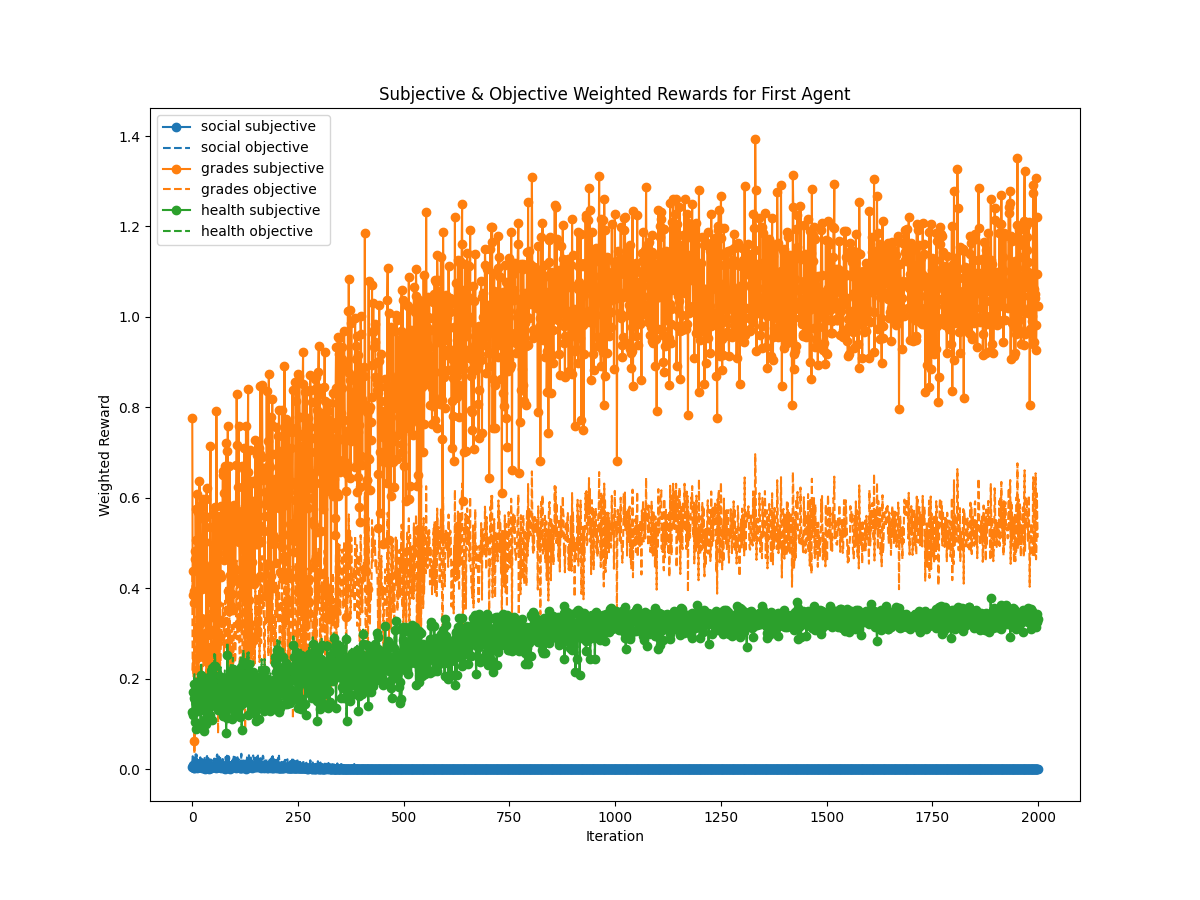 Subjective & Objective Weighted Rewards for First Agent
social subjective
social objective
grades subjective
grades objective
health subjective
health objective
Weighted Reward
1.4
1.2
1.0
0.8
0.6
0.4
0.2
0.0
0 250 500 750 1000 1250 1500 1750 2000
Iteration